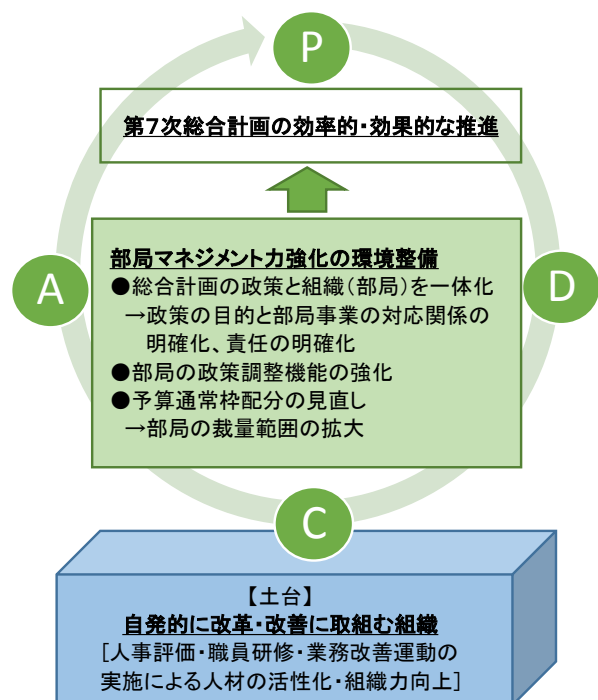 P
第7次総合計画の効率的・効果的な推進
部局マネジメント力強化の環境整備
●総合計画の政策と組織(部局)を一体化
→政策の目的と部局事業の対応関係の
明確化、責任の明確化
●部局の政策調整機能の強化
●予算通常枠配分の見直し
→部局の裁量範囲の拡大
A
D
C
【土台】
自発的に改革・改善に取組む組織
[人事評価・職員研修・業務改善運動の
実施による人材の活性化・組織力向上]